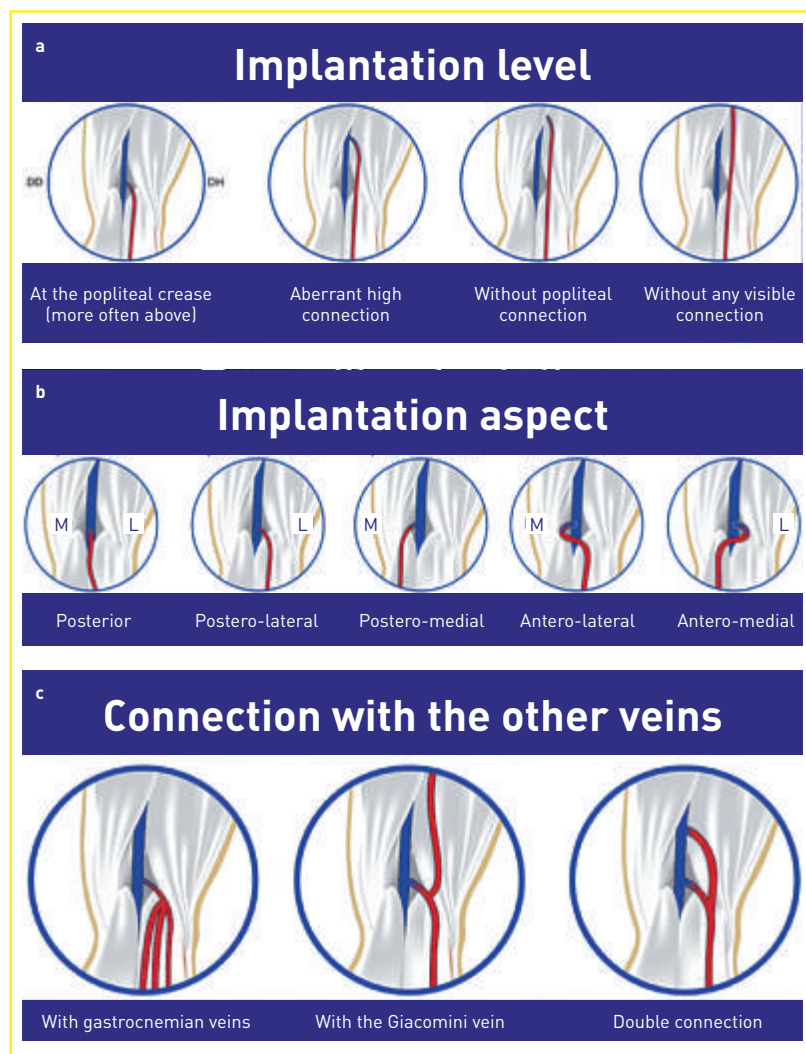 a
Implantation level
DD
DH
At the popliteal crease
(more often above)
Aberrant high
connection
Without popliteal
connection
Without any visible
connection
b
Implantation aspect
M
L
L
M
M
L
Posterior
Postero-lateral
Postero-medial
Antero-lateral
Antero-medial
c
Connection with the other veins
With gastrocnemian veins
With the Giacomini vein
Double connection